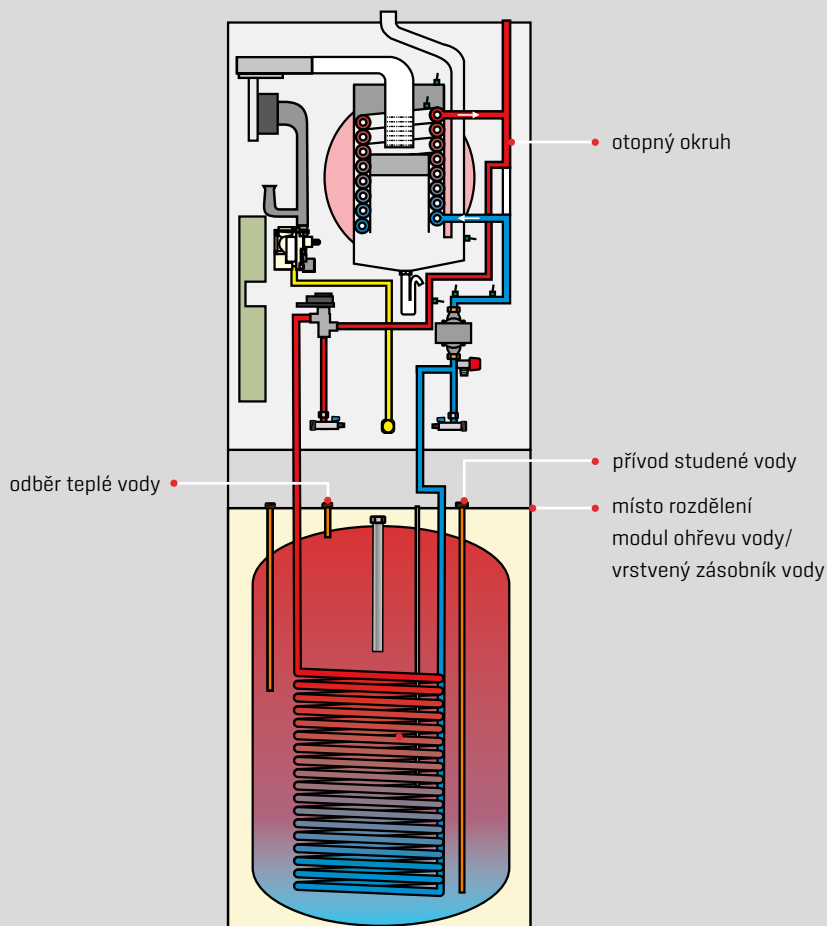 otopný okruh
přívod studené vody
odběr teplé vody
místo rozdělení
modul ohřevu vody/
vrstvený zásobník vody